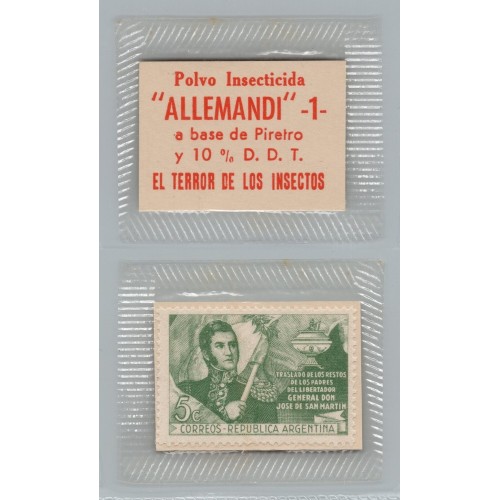 Polvo Insecticida
"ALLEMANDI" -1-
a base de Piretro
y 10 % D. D. T.
EL TERROR DE LOS INSECTOS
TRASLADO DE LOS RESTOS
DE LOS PADRES
DEL LIBERTADOR
GENERAL DON
JOSE DE SAN MARTIN
5c
CORREOS - REPUBLICA ARGENTINA